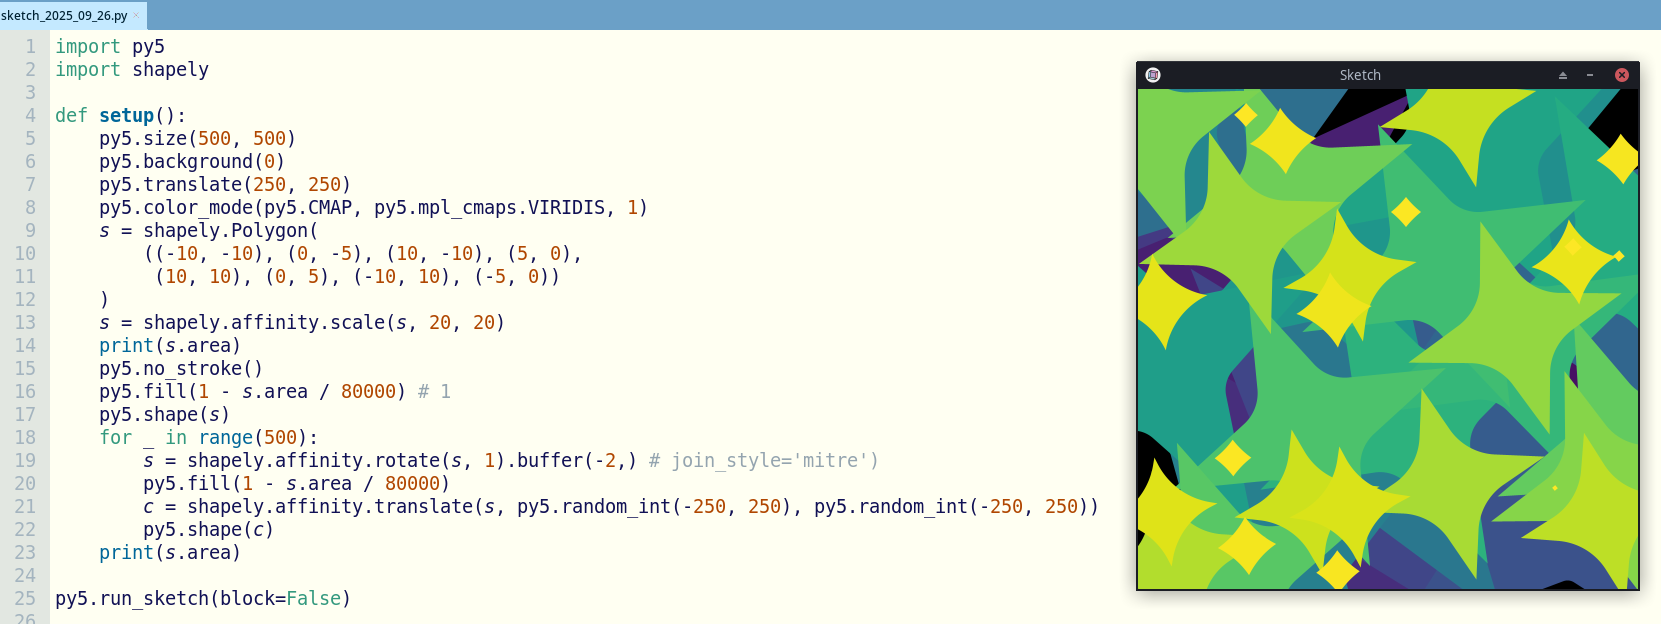 sketch_2025_09_26.py ×
1 import py5
2 import shapely
3
4 def setup():
5     py5.size(500, 500)
6     py5.background(0)
7     py5.translate(250, 250)
8     py5.color_mode(py5.CMAP, py5.mpl_cmaps.VIRIDIS, 1)
9     s = shapely.Polygon(
10         ((-10, -10), (0, -5), (10, -10), (5, 0),
11          (10, 10), (0, 5), (-10, 10), (-5, 0))
12     )
13     s = shapely.affinity.scale(s, 20, 20)
14     print(s.area)
15     py5.no_stroke()
16     py5.fill(1 - s.area / 80000) # 1
17     py5.shape(s)
18     for _ in range(500):
19         s = shapely.affinity.rotate(s, 1).buffer(-2,) # join_style='mitre')
20         py5.fill(1 - s.area / 80000)
21         c = shapely.affinity.translate(s, py5.random_int(-250, 250), py5.random_int(-250, 250))
22         py5.shape(c)
23     print(s.area)
24
25 py5.run_sketch(block=False)
26
Sketch